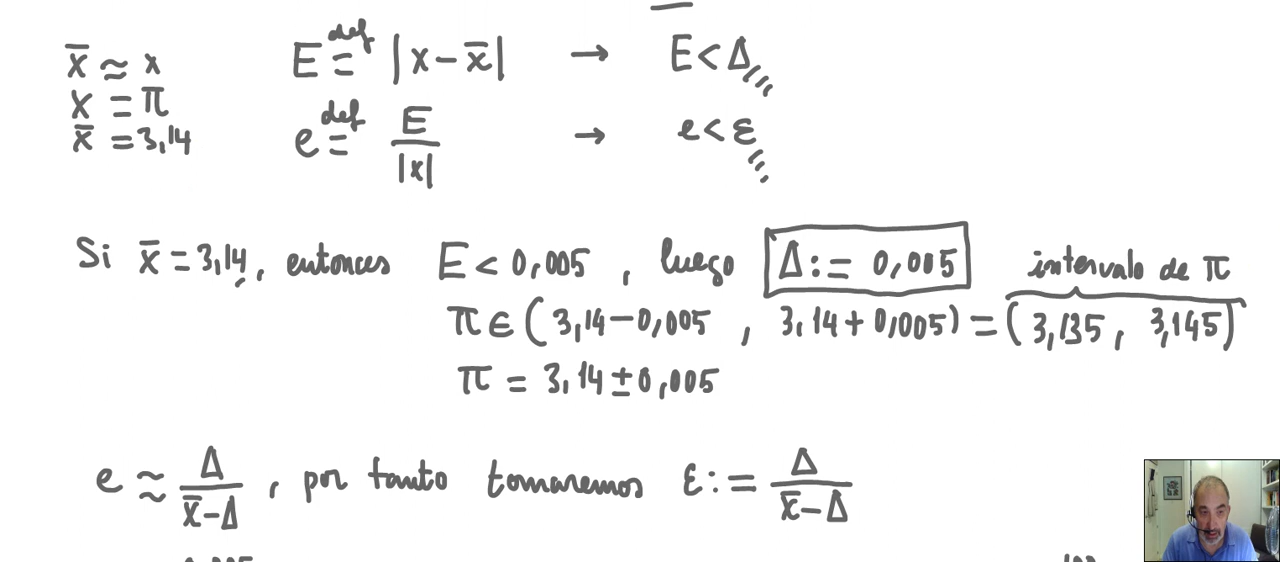 x̄ ≈ x
E =def |x - x̄| → E < Δ
x = π
x̄ = 3,14
e =def E/|x| → e < ε
Si x̄ = 3,14, entonces E < 0,005, luego Δ := 0,005
intervalo de π
π ∈ (3,14 - 0,005, 3,14 + 0,005) = (3,135, 3,145)
π = 3,14 ± 0,005
e ≈ Δ/(x̄ - Δ), por tanto tomaremos ε := Δ/(x̄ - Δ)